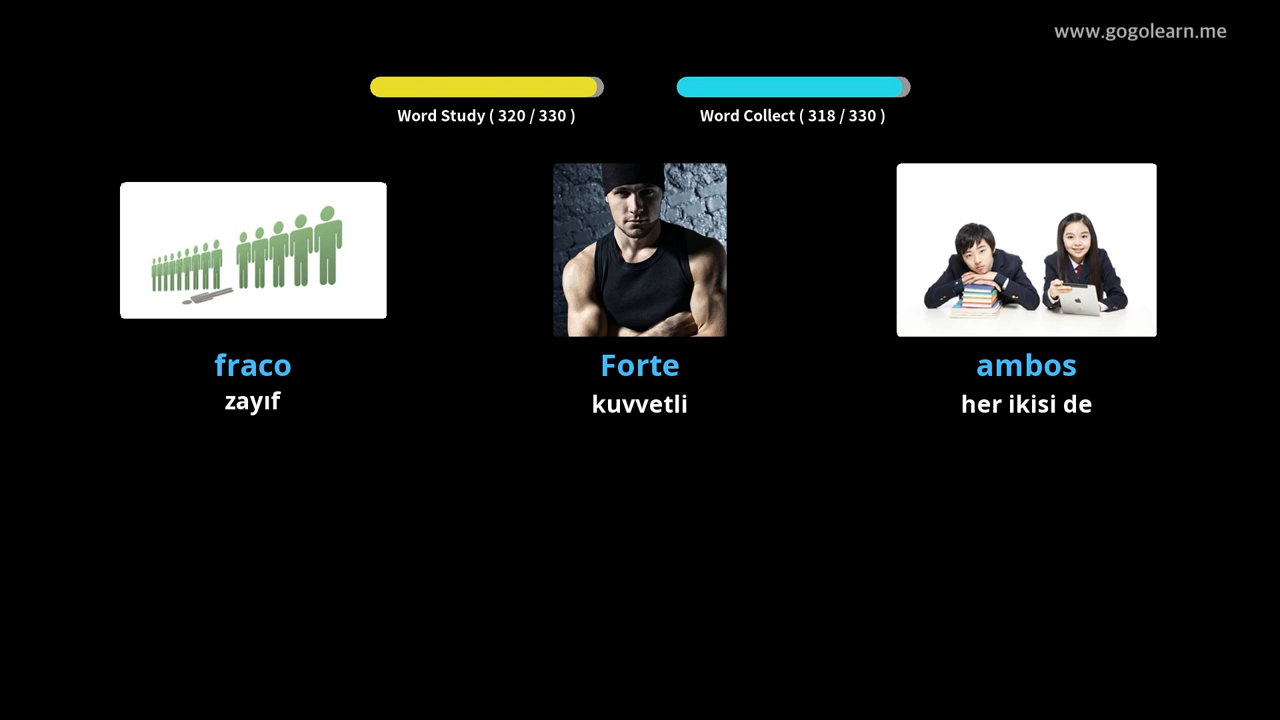 www.gogolearn.me
Word Study ( 320 / 330 )
Word Collect ( 318 / 330 )
fraco
zayıf
Forte
kuvvetli
ambos
her ikisi de